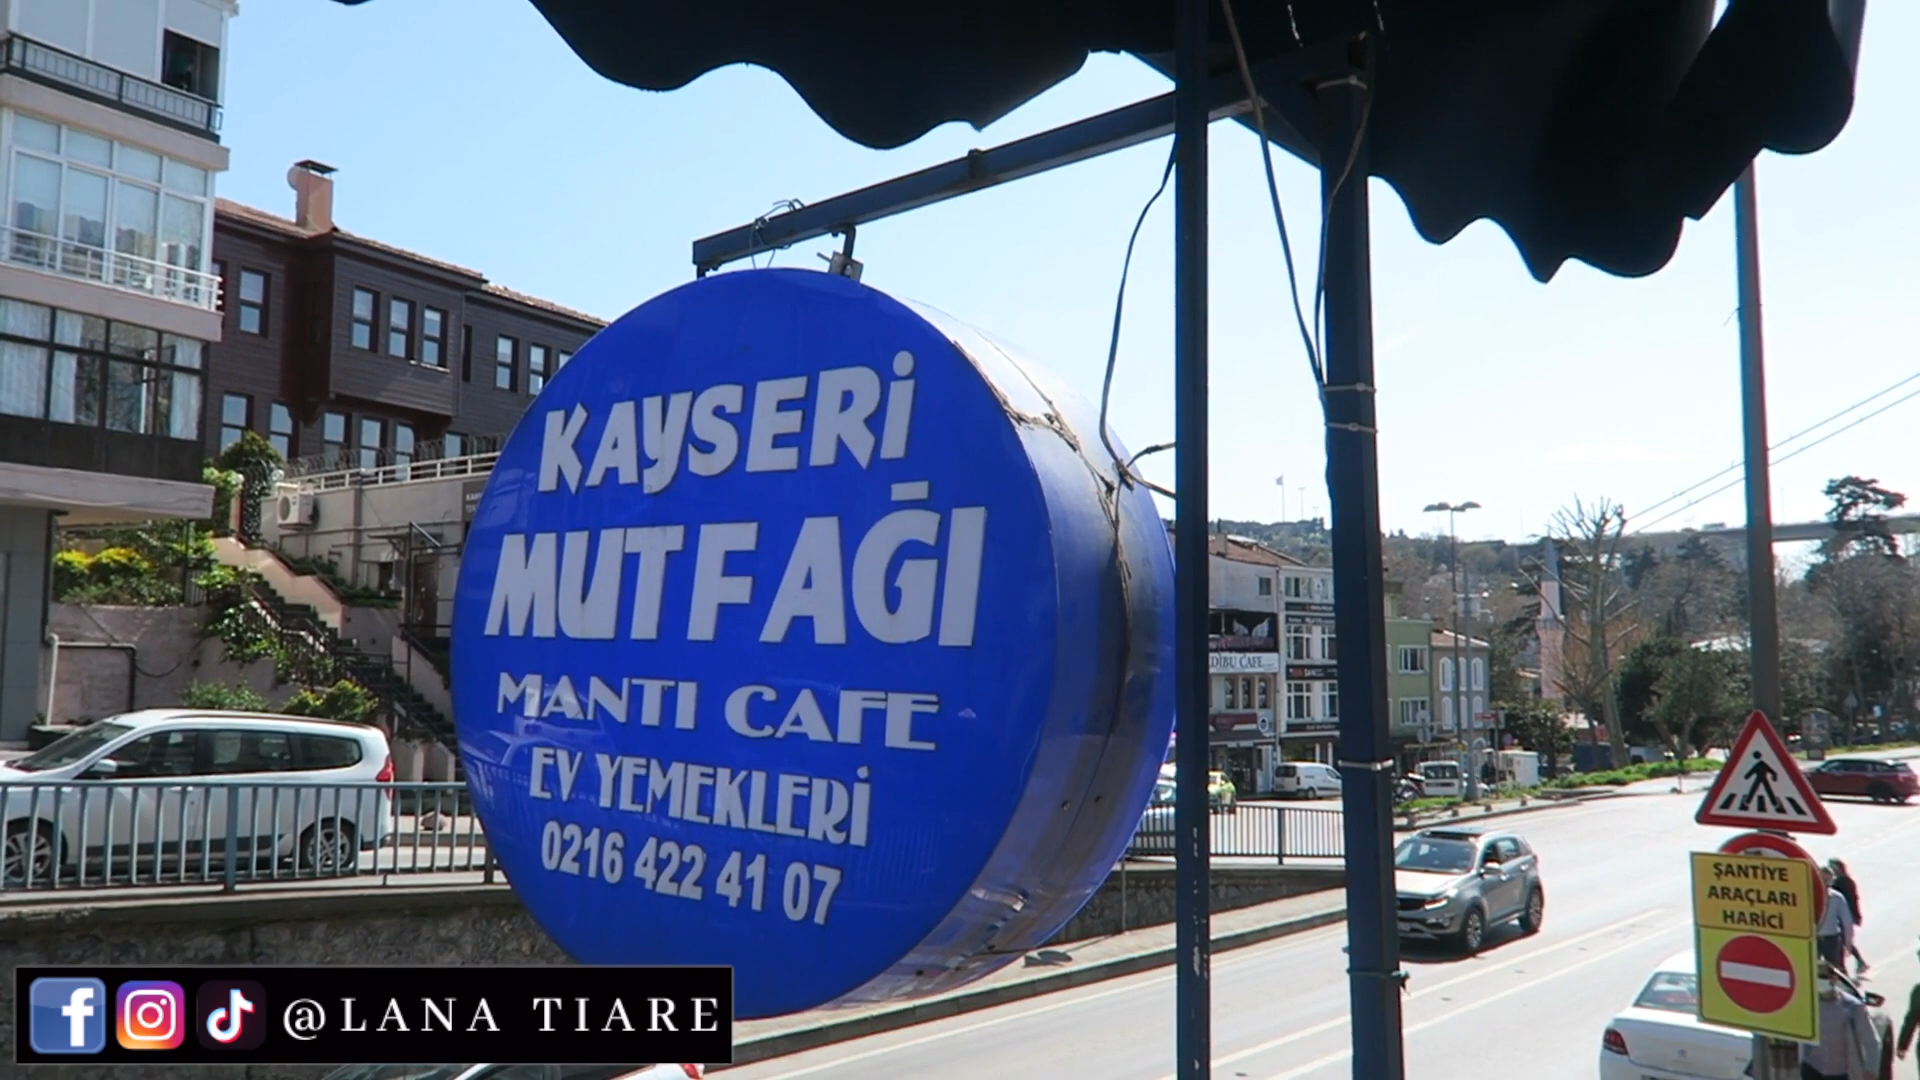 KAYSERİ
MUTFAĞI
MANTI CAFE
EV YEMEKLERİ
0216 422 41 07
DİBU CAFE
ŞANTİYE
ARAÇLARI
HARİCİ
@LANA TIARE